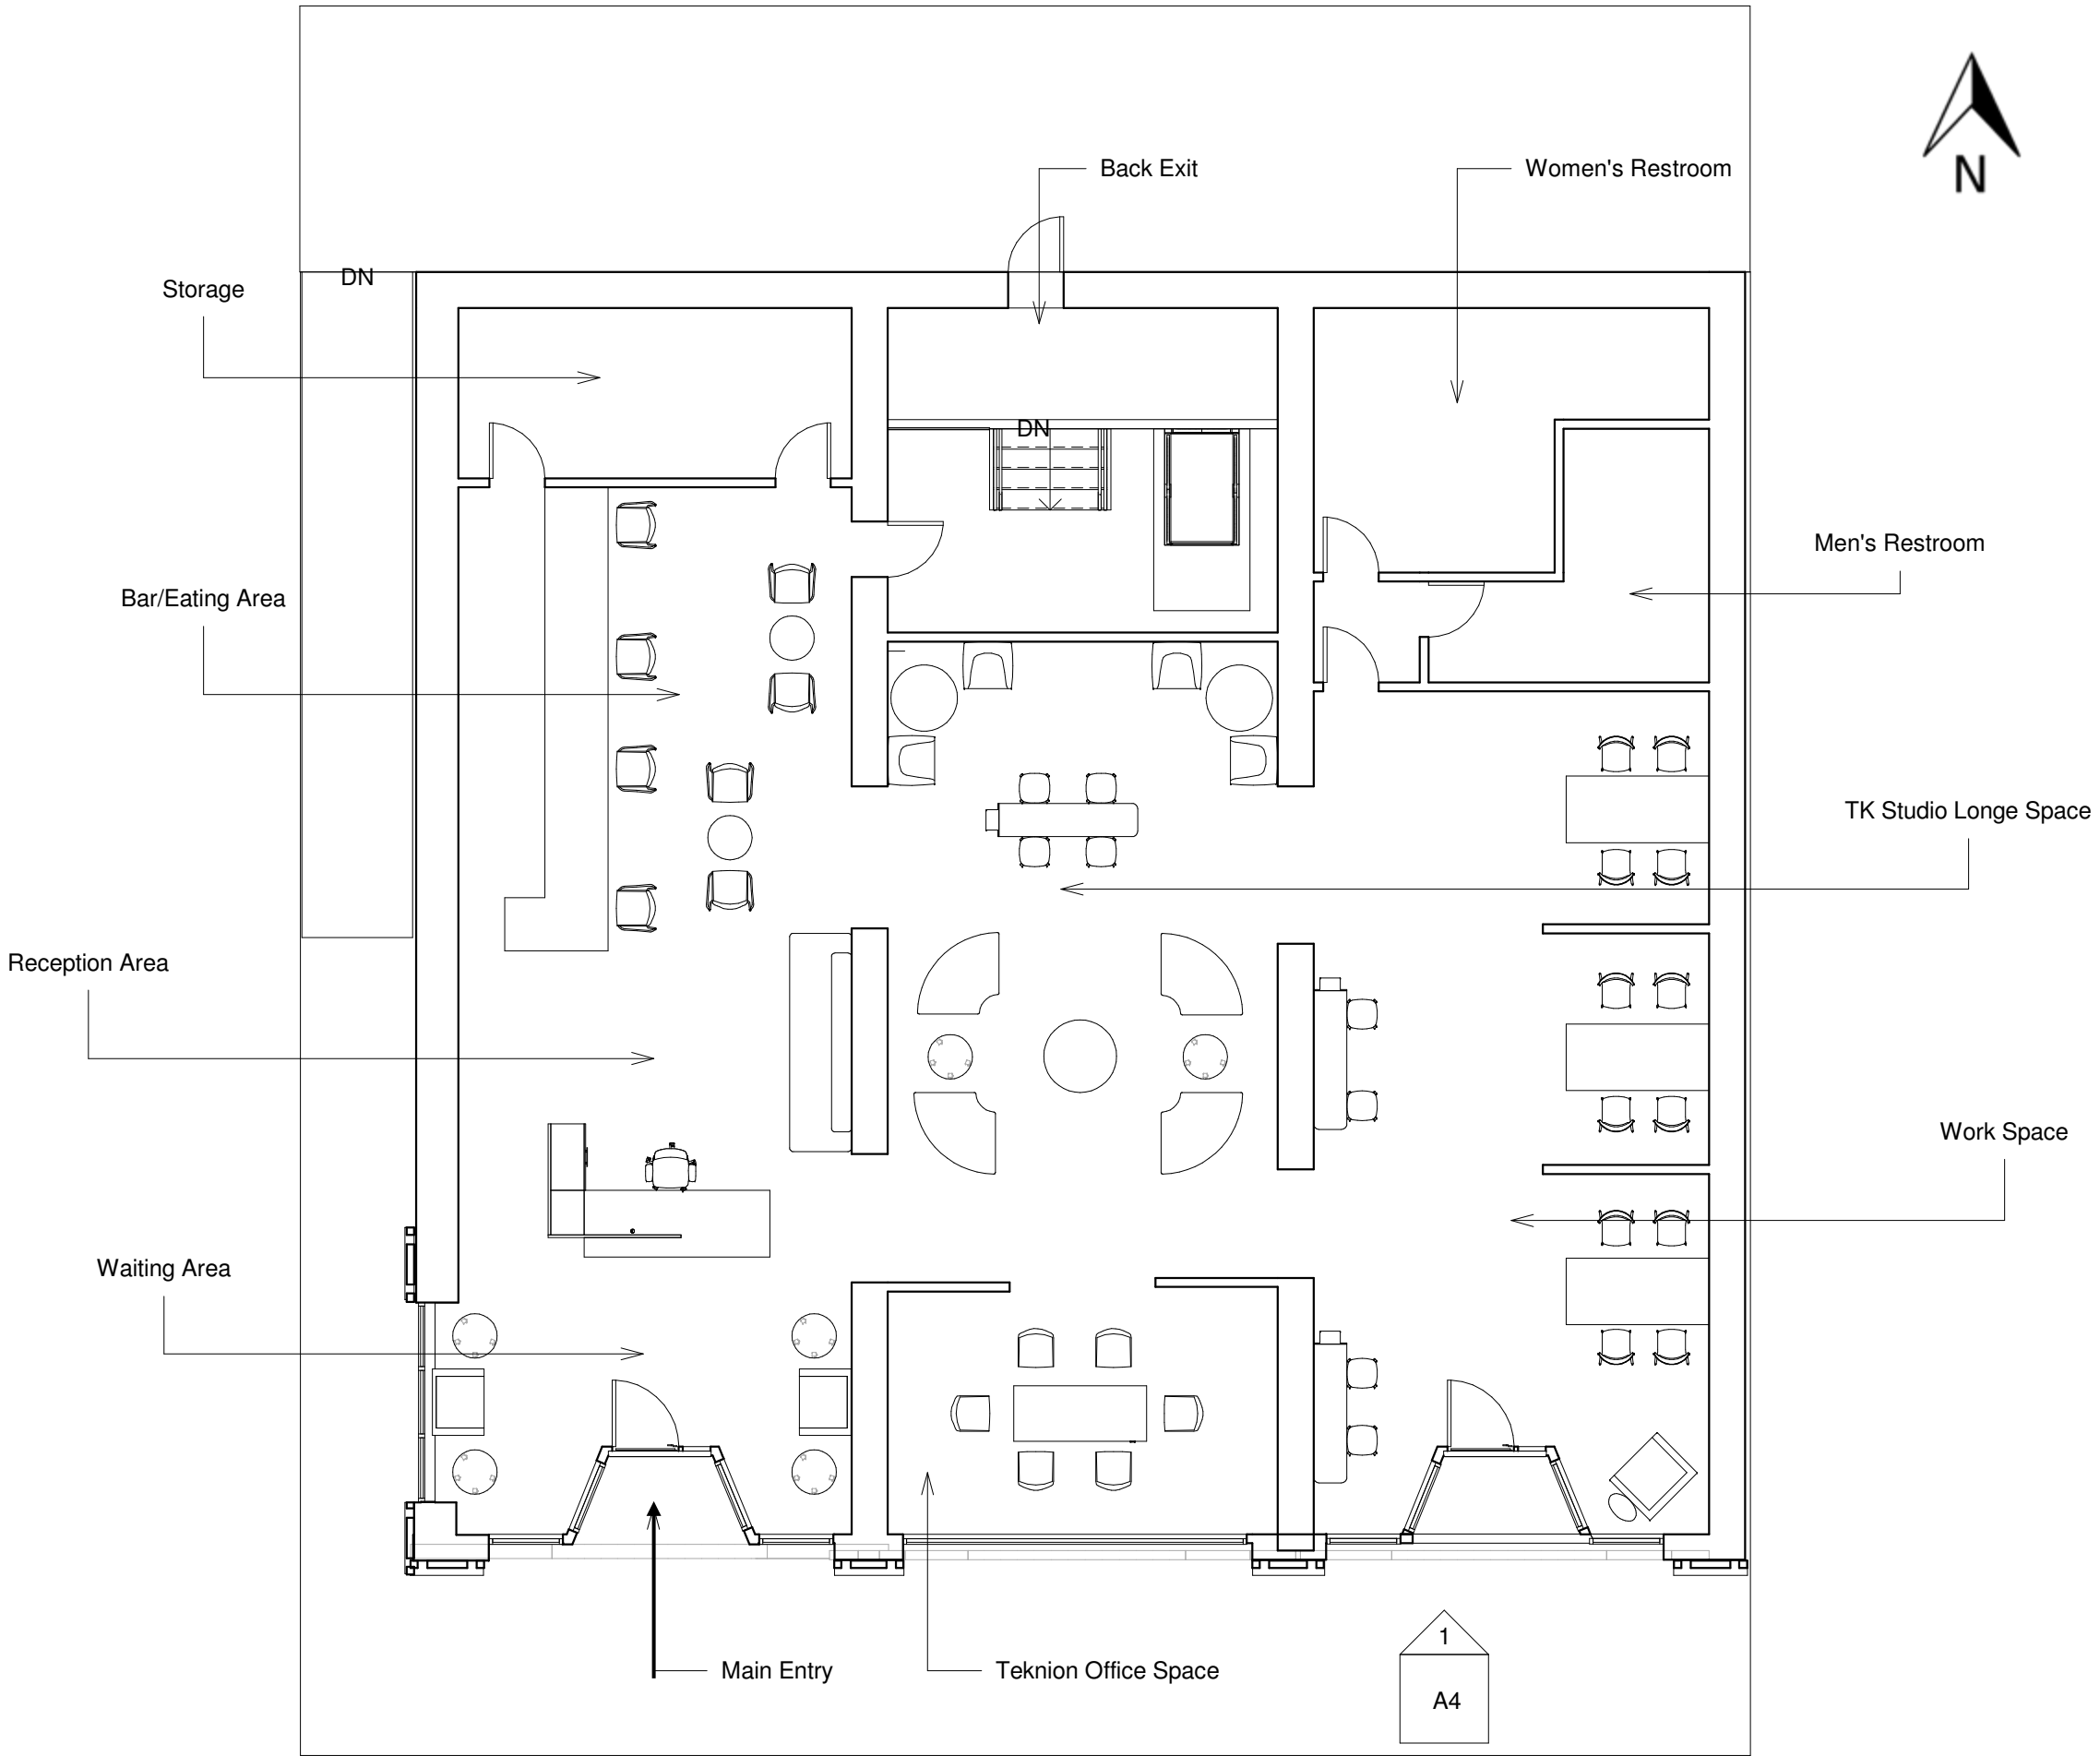 Back Exit
Women's Restroom
N
DN
Storage
DN
Men's Restroom
Bar/Eating Area
TK Studio Longe Space
Reception Area
Work Space
Waiting Area
1
Main Entry
Teknion Office Space
A4